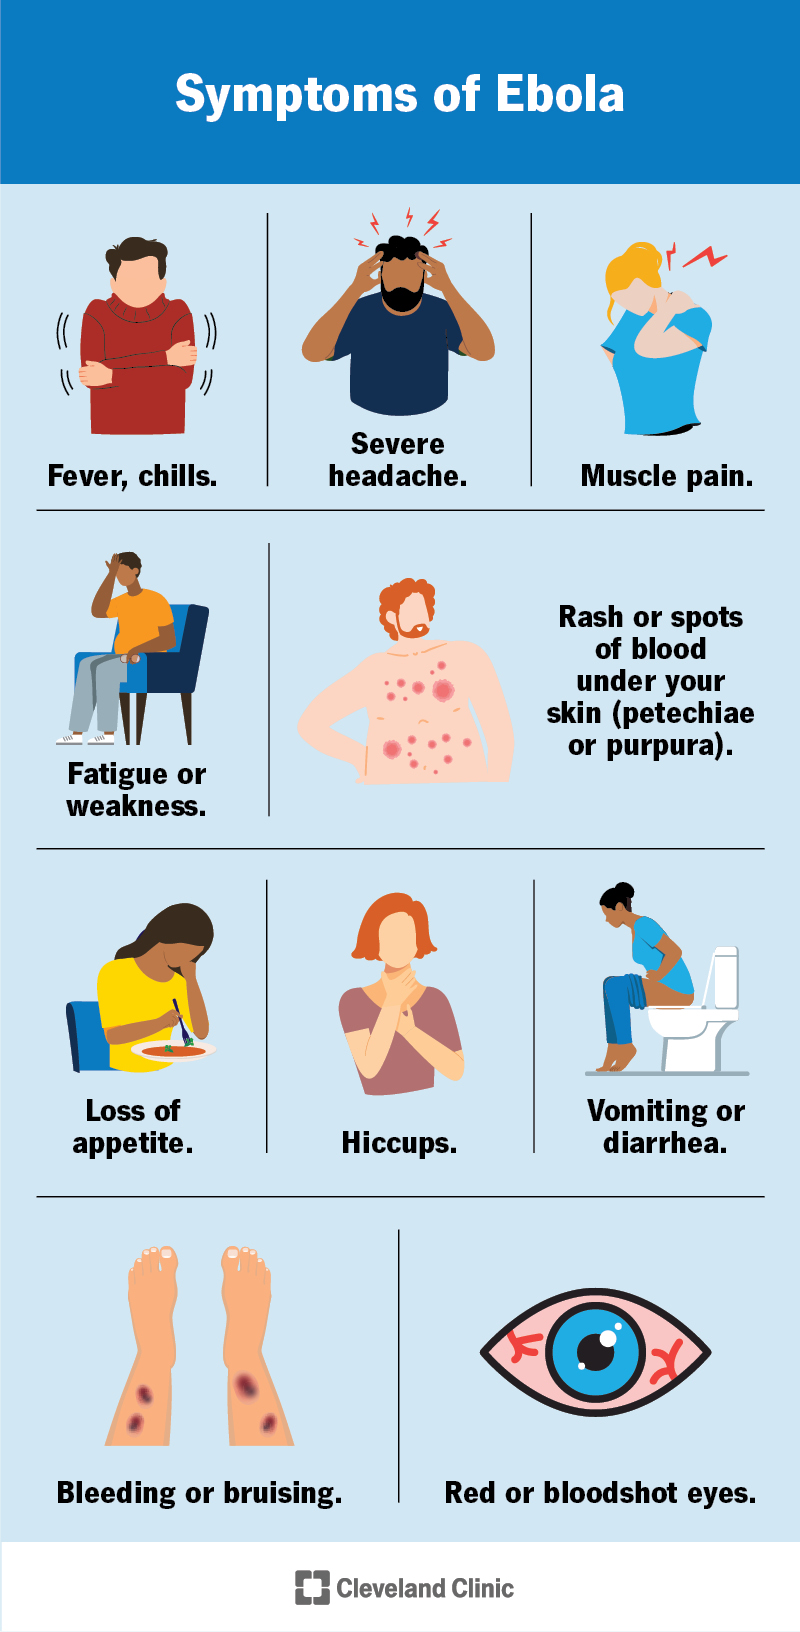 Symptoms of Ebola
Fever, chills.
Severe
headache.
Muscle pain.
Fatigue or
weakness.
Rash or spots
of blood
under your
skin (petechiae
or purpura).
Loss of
appetite.
Hiccups.
Vomiting or
diarrhea.
Bleeding or bruising.
Red or bloodshot eyes.
Cleveland Clinic